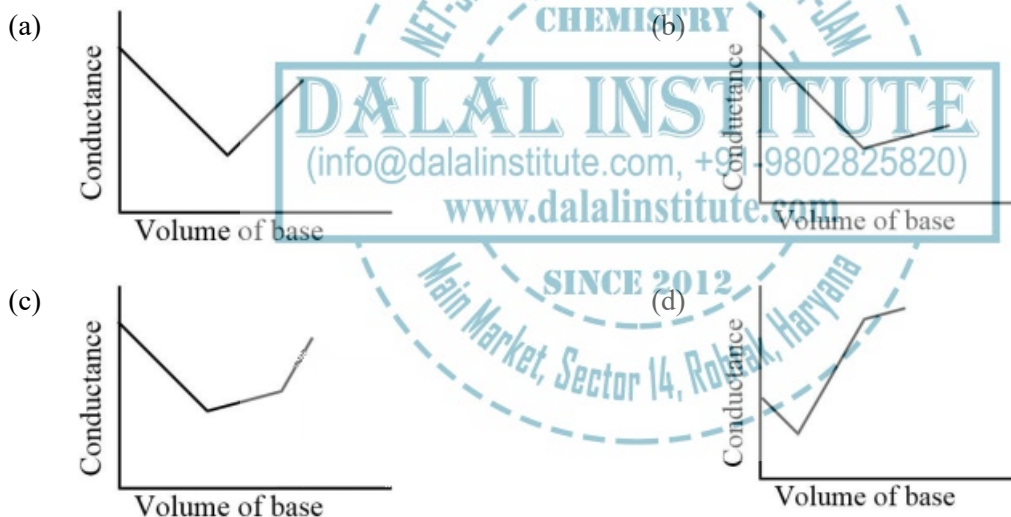 (a)
Conductance
Volume of base
(b)
Conductance
Volume of base
CHEMISTRY
DALAL INSTITUTE
(info@dalalinstitute.com, +91-9802825820)
www.dalalinstitute.com
SINCE 2012
Main Market, Sector 14, Rohtak, Haryana
(c)
Conductance
Volume of base
(d)
Conductance
Volume of base